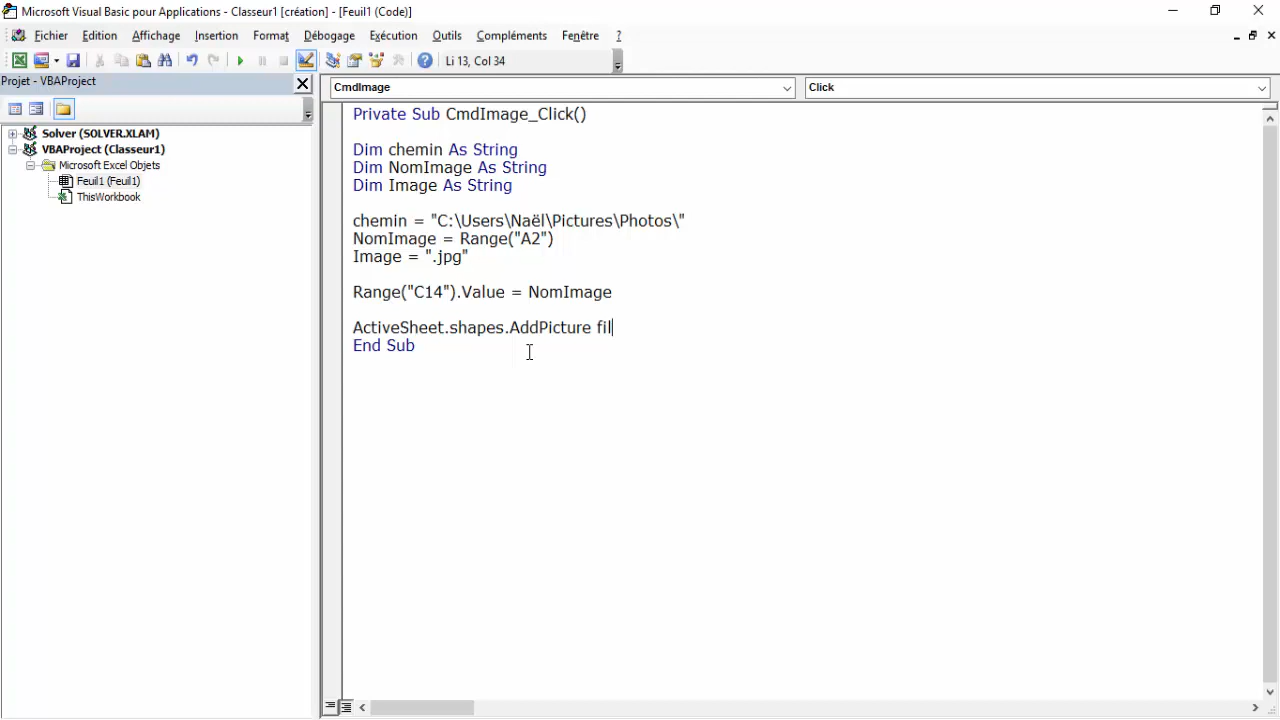 Microsoft Visual Basic pour Applications - Classeur1 [création] - [Feuil1 (Code)]
Fichier Edition Affichage Insertion Format Débogage Exécution Outils Compléments Fenêtre ?
Li 13, Col 34
Projet - VBAProject
CmdImage Click
Solver (SOLVER.XLAM)
VBAProject (Classeur1)
Microsoft Excel Objets
Feuil1 (Feuil1)
ThisWorkbook
Private Sub CmdImage_Click()
Dim chemin As String
Dim NomImage As String
Dim Image As String
chemin = "C:\Users\Naël\Pictures\Photos\"
NomImage = Range("A2")
Image = ".jpg"
Range("C14").Value = NomImage
ActiveSheet.shapes.AddPicture fil
End Sub